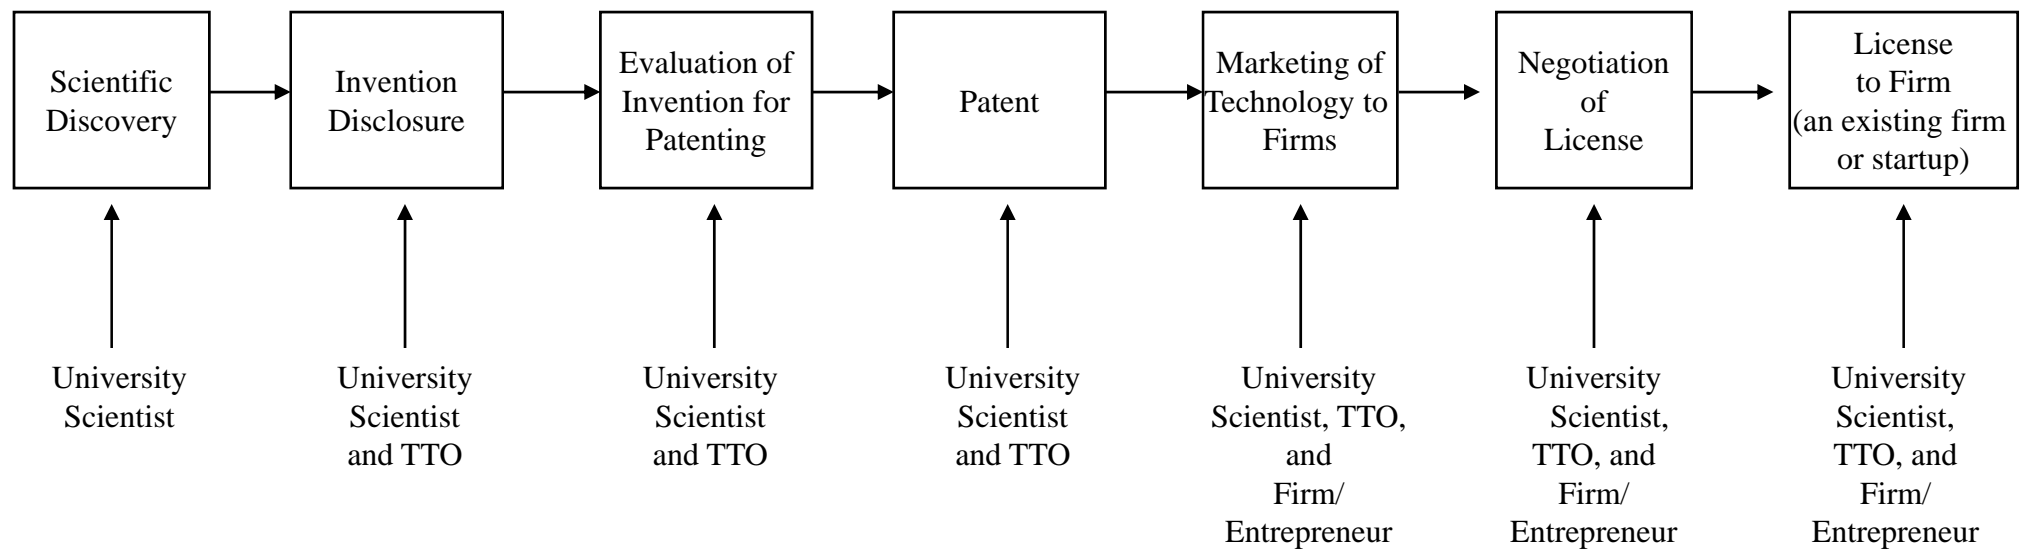 Scientific
Discovery
Invention
Disclosure
Evaluation of
Invention for
Patenting
Patent
Marketing of
Technology to
Firms
Negotiation
of
License
License
to Firm
(an existing firm
or startup)
University
Scientist
University
Scientist
and TTO
University
Scientist
and TTO
University
Scientist
and TTO
University
Scientist, TTO,
and
Firm/
Entrepreneur
University
Scientist,
TTO, and
Firm/
Entrepreneur
University
Scientist,
TTO, and
Firm/
Entrepreneur